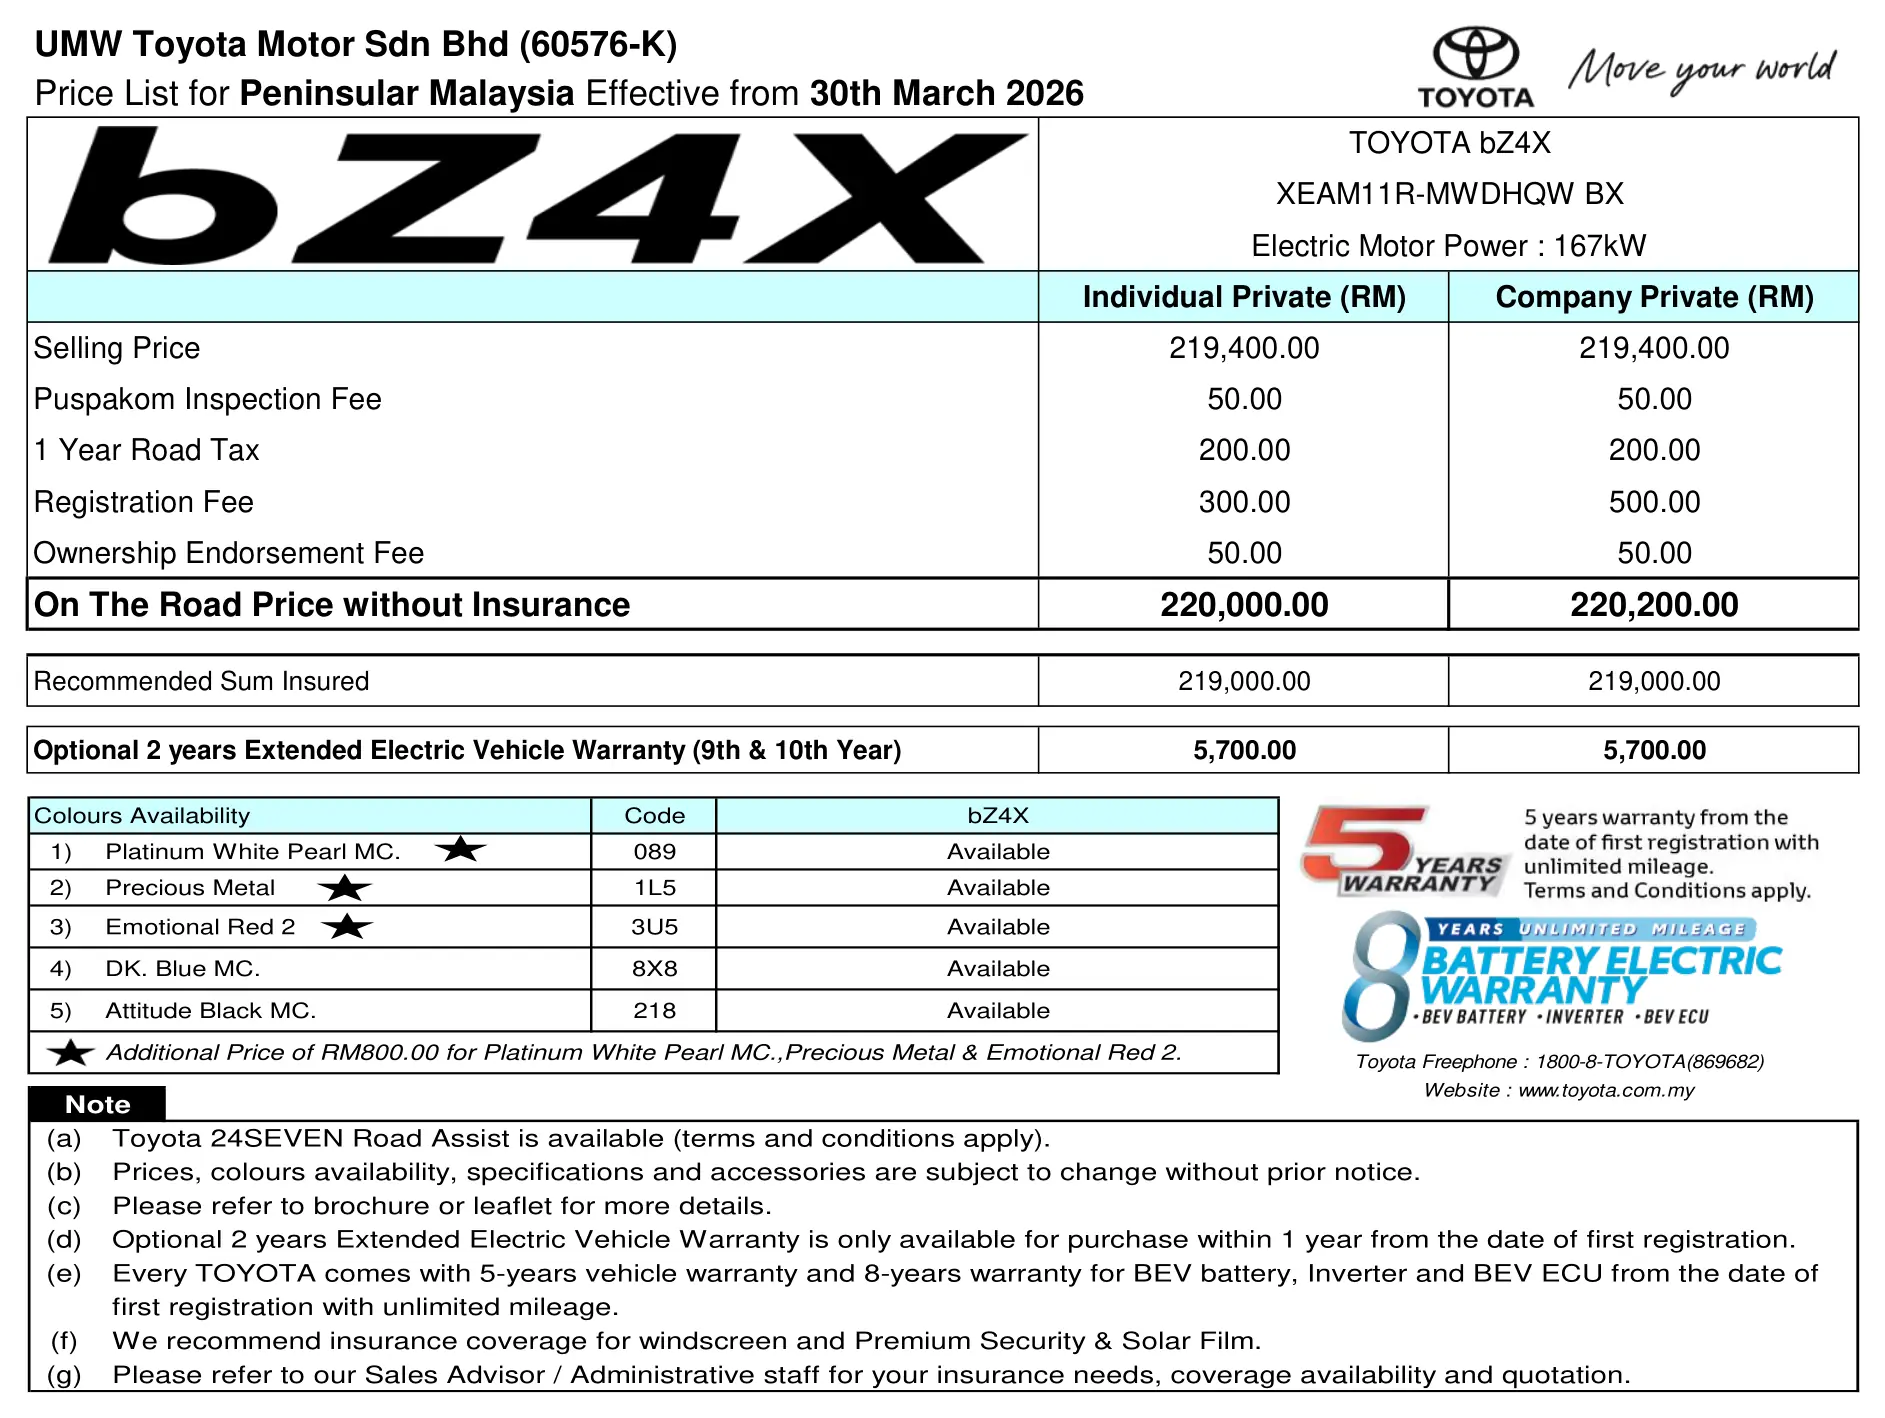 UMW Toyota Motor Sdn Bhd (60576-K)
Price List for Peninsular Malaysia Effective from 30th March 2026
TOYOTA
Move your world
bZ4X
TOYOTA bZ4X
XEAM11R-MWDHQW BX
Electric Motor Power : 167kW
Individual Private (RM) Company Private (RM)
Selling Price 219,400.00 219,400.00
Puspakom Inspection Fee 50.00 50.00
1 Year Road Tax 200.00 200.00
Registration Fee 300.00 500.00
Ownership Endorsement Fee 50.00 50.00
On The Road Price without Insurance 220,000.00 220,200.00
Recommended Sum Insured 219,000.00 219,000.00
Optional 2 years Extended Electric Vehicle Warranty (9th & 10th Year) 5,700.00 5,700.00
Colours Availability Code bZ4X
1) Platinum White Pearl MC. ★ 089 Available
2) Precious Metal ★ 1L5 Available
3) Emotional Red 2 ★ 3U5 Available
4) DK. Blue MC. 8X8 Available
5) Attitude Black MC. 218 Available
★ Additional Price of RM800.00 for Platinum White Pearl MC.,Precious Metal & Emotional Red 2.
5 YEARS WARRANTY
5 years warranty from the
date of first registration with
unlimited mileage.
Terms and Conditions apply.
8 YEARS UNLIMITED MILEAGE
BATTERY ELECTRIC
WARRANTY
• BEV BATTERY • INVERTER • BEV ECU
Toyota Freephone : 1800-8-TOYOTA(869682)
Website : www.toyota.com.my
Note
(a) Toyota 24SEVEN Road Assist is available (terms and conditions apply).
(b) Prices, colours availability, specifications and accessories are subject to change without prior notice.
(c) Please refer to brochure or leaflet for more details.
(d) Optional 2 years Extended Electric Vehicle Warranty is only available for purchase within 1 year from the date of first registration.
(e) Every TOYOTA comes with 5-years vehicle warranty and 8-years warranty for BEV battery, Inverter and BEV ECU from the date of
first registration with unlimited mileage.
(f) We recommend insurance coverage for windscreen and Premium Security & Solar Film.
(g) Please refer to our Sales Advisor / Administrative staff for your insurance needs, coverage availability and quotation.